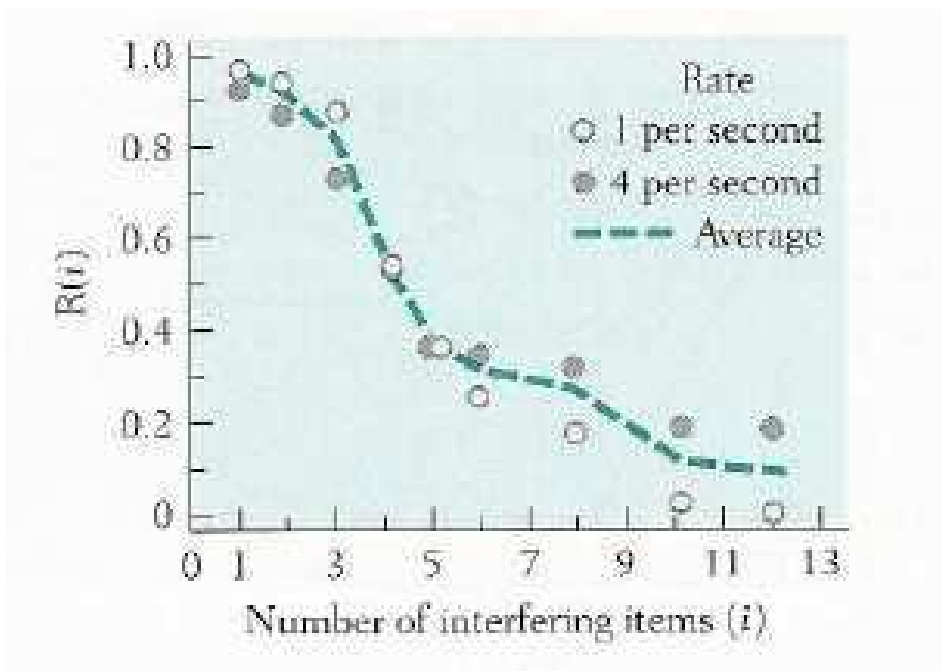 1.0
0.8
0.6
0.4
0.2
0
R(i)
Rate
1 per second
4 per second
Average
0 1 3 5 7 9 11 13
Number of interfering items (i)